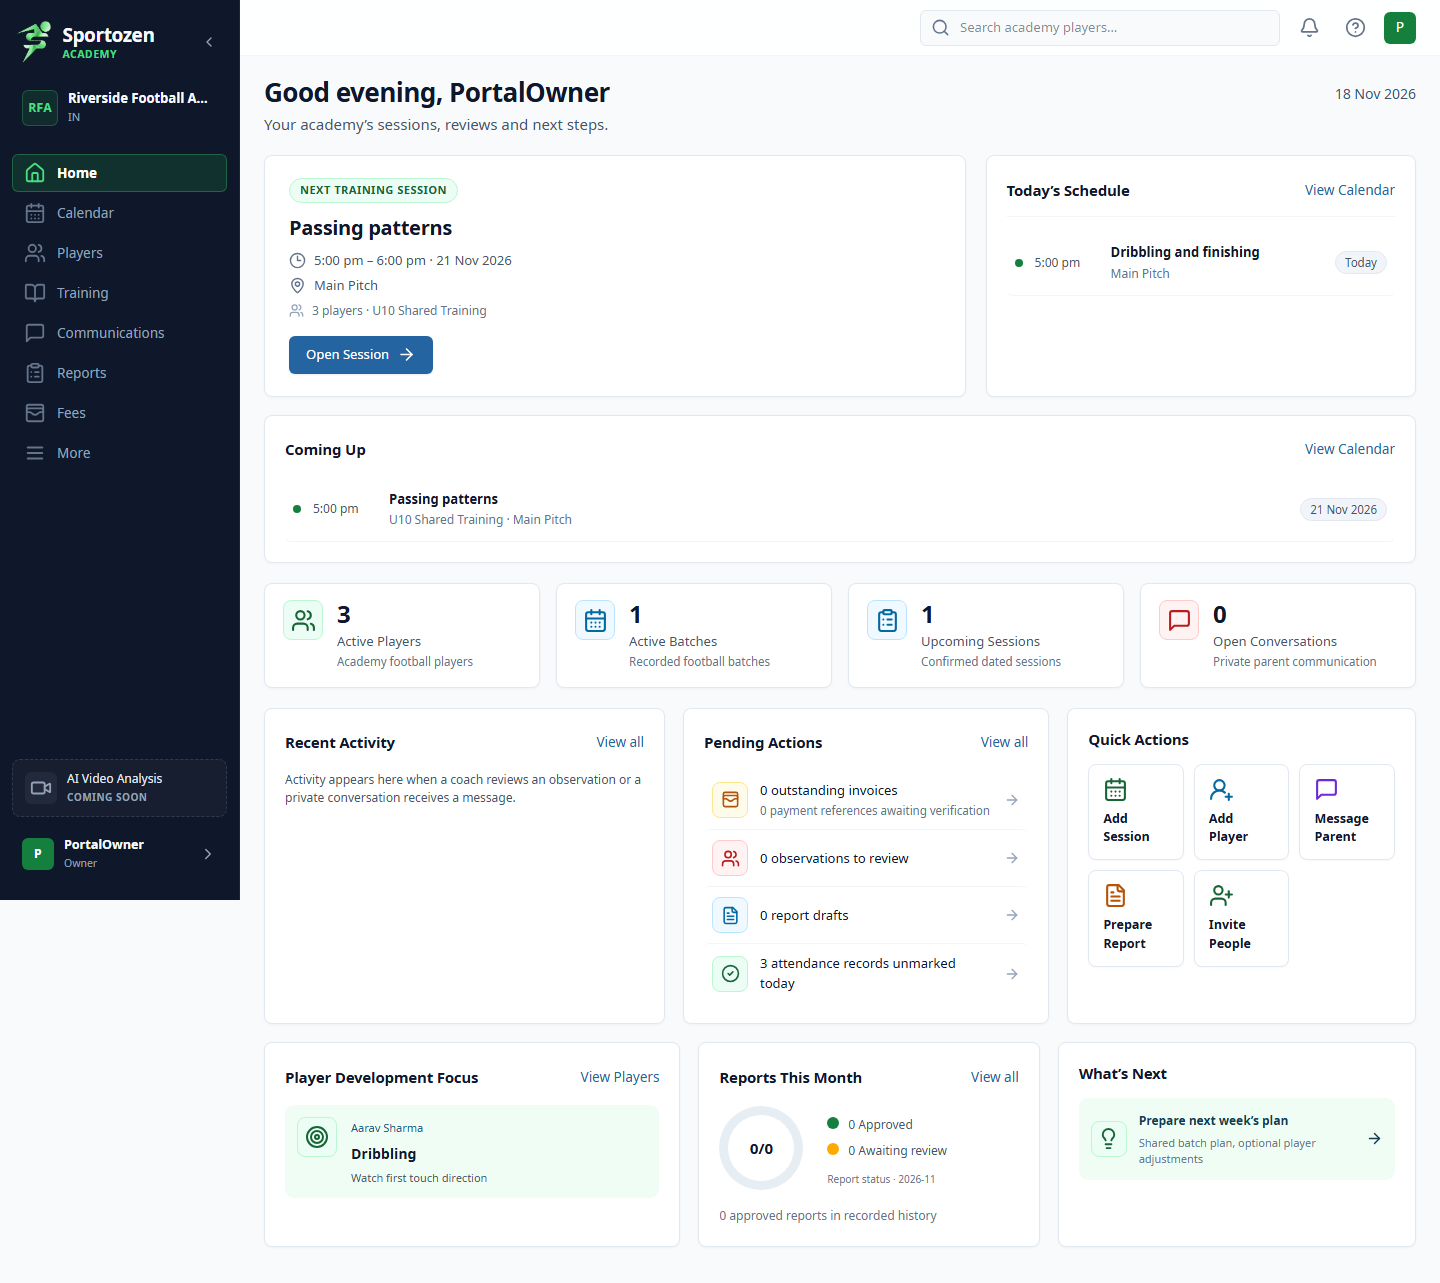 Sportozen
ACADEMY
RFA
Riverside Football A...
IN
Home
Calendar
Players
Training
Communications
Reports
Fees
More
AI Video Analysis
COMING SOON
P
PortalOwner
Owner
Search academy players...
P
Good evening, PortalOwner
18 Nov 2026
Your academy’s sessions, reviews and next steps.
NEXT TRAINING SESSION
Passing patterns
5:00 pm – 6:00 pm · 21 Nov 2026
Main Pitch
3 players · U10 Shared Training
Open Session
Today’s Schedule
View Calendar
5:00 pm
Dribbling and finishing
Main Pitch
Today
Coming Up
View Calendar
5:00 pm
Passing patterns
U10 Shared Training · Main Pitch
21 Nov 2026
3
Active Players
Academy football players
1
Active Batches
Recorded football batches
1
Upcoming Sessions
Confirmed dated sessions
0
Open Conversations
Private parent communication
Recent Activity
View all
Activity appears here when a coach reviews an observation or a
private conversation receives a message.
Pending Actions
View all
0 outstanding invoices
0 payment references awaiting verification
0 observations to review
0 report drafts
3 attendance records unmarked
today
Quick Actions
Add
Session
Add
Player
Message
Parent
Prepare
Report
Invite
People
Player Development Focus
View Players
Aarav Sharma
Dribbling
Watch first touch direction
Reports This Month
View all
0/0
0 Approved
0 Awaiting review
Report status · 2026-11
0 approved reports in recorded history
What’s Next
Prepare next week’s plan
Shared batch plan, optional player
adjustments